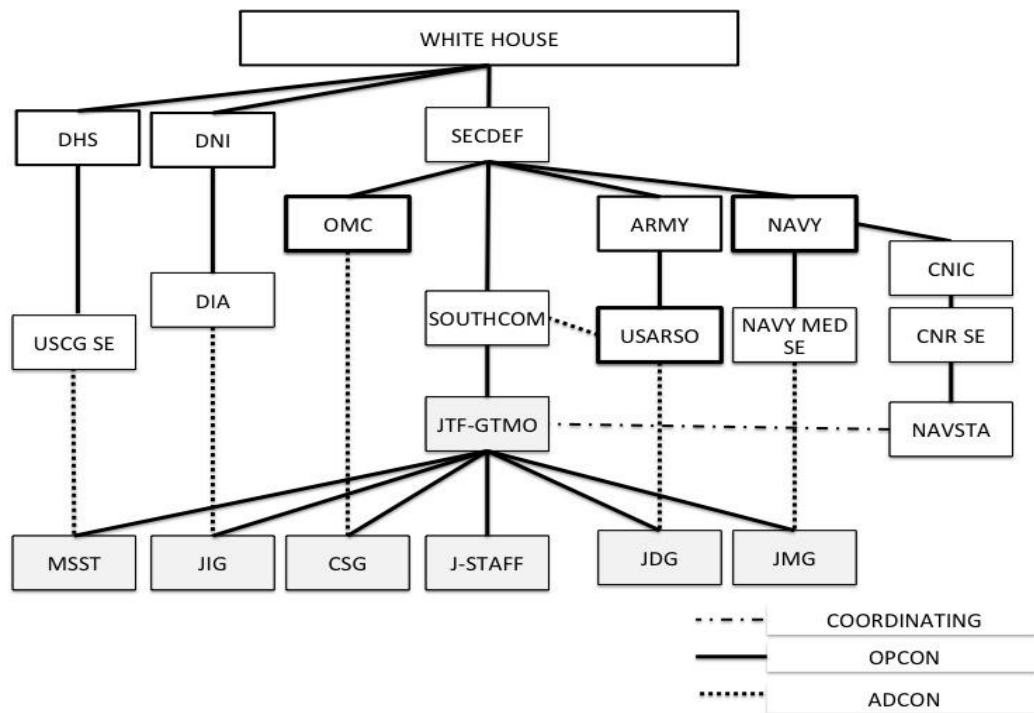 WHITE HOUSE
DHS
DNI
SECDEF
OMC
ARMY
NAVY
CNIC
DIA
SOUTHCOM
USARSO
NAVY MED
SE
USCG SE
CNR SE
JTF-GTMO
NAVSTA
MSST
JIG
CSG
J-STAFF
JDG
JMG
COORDINATING
OPCON
ADCON